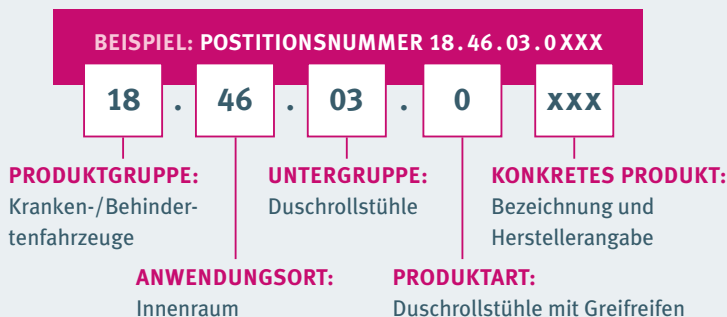 BEISPIEL: POSTITIONSNUMMER 18.46.03.0XXX
18 . 46 . 03 . 0 XXX
PRODUKTGRUPPE:
Kranken-/Behinder-
tenfahrzeuge
UNTERGRUPPE:
Duschrollstühle
KONKRETES PRODUKT:
Bezeichnung und
Herstellerangabe
ANWENDUNGSORT:
Innenraum
PRODUKTART:
Duschrollstühle mit Greifreifen